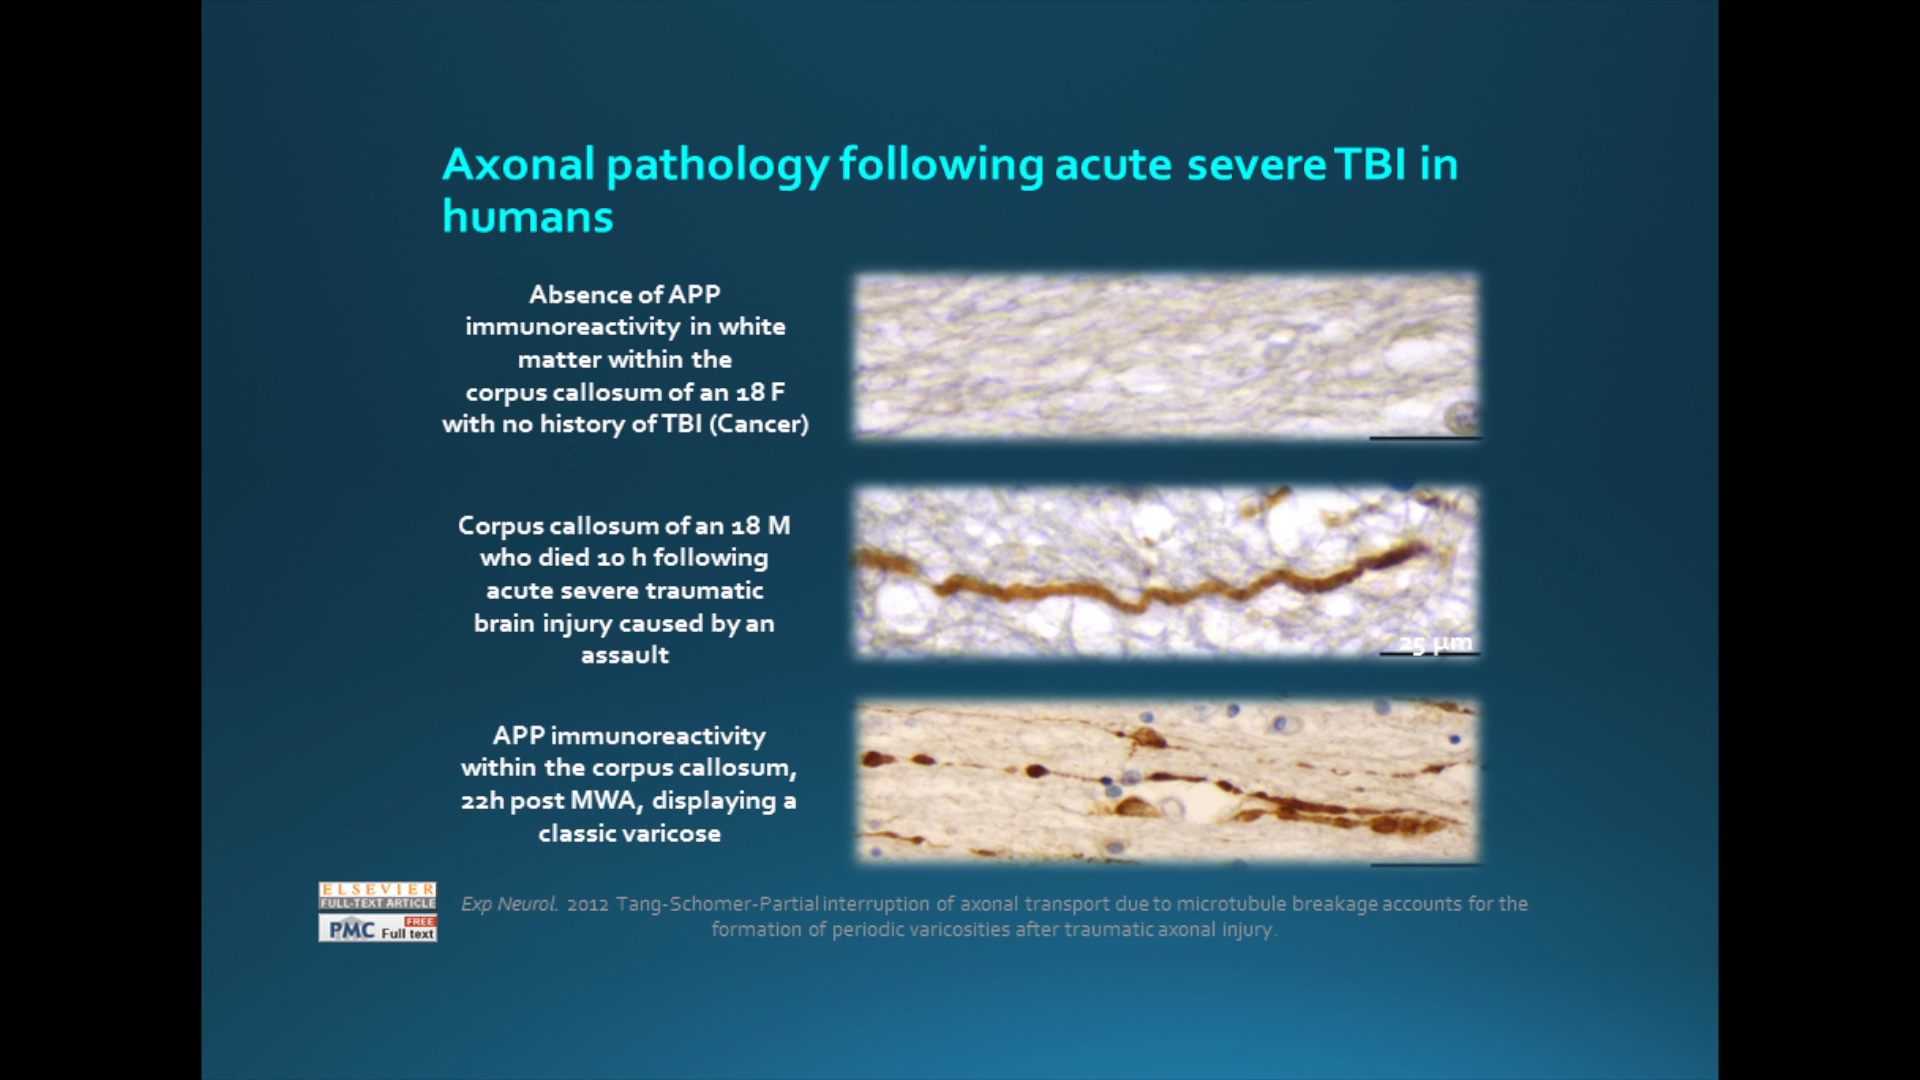 Axonal pathology following acute severe TBI in
humans
Absence of APP
immunoreactivity in white
matter within the
corpus callosum of an 18 F
with no history of TBI (Cancer)
Corpus callosum of an 18 M
who died 10 h following
acute severe traumatic
brain injury caused by an
assault
25 µm
APP immunoreactivity
within the corpus callosum,
22h post MWA, displaying a
classic varicose
ELSEVIER
FULL-TEXT ARTICLE
FREE
PMC Full text
Exp Neurol. 2012 Tang-Schomer-Partial interruption of axonal transport due to microtubule breakage accounts for the
formation of periodic varicosities after traumatic axonal injury.